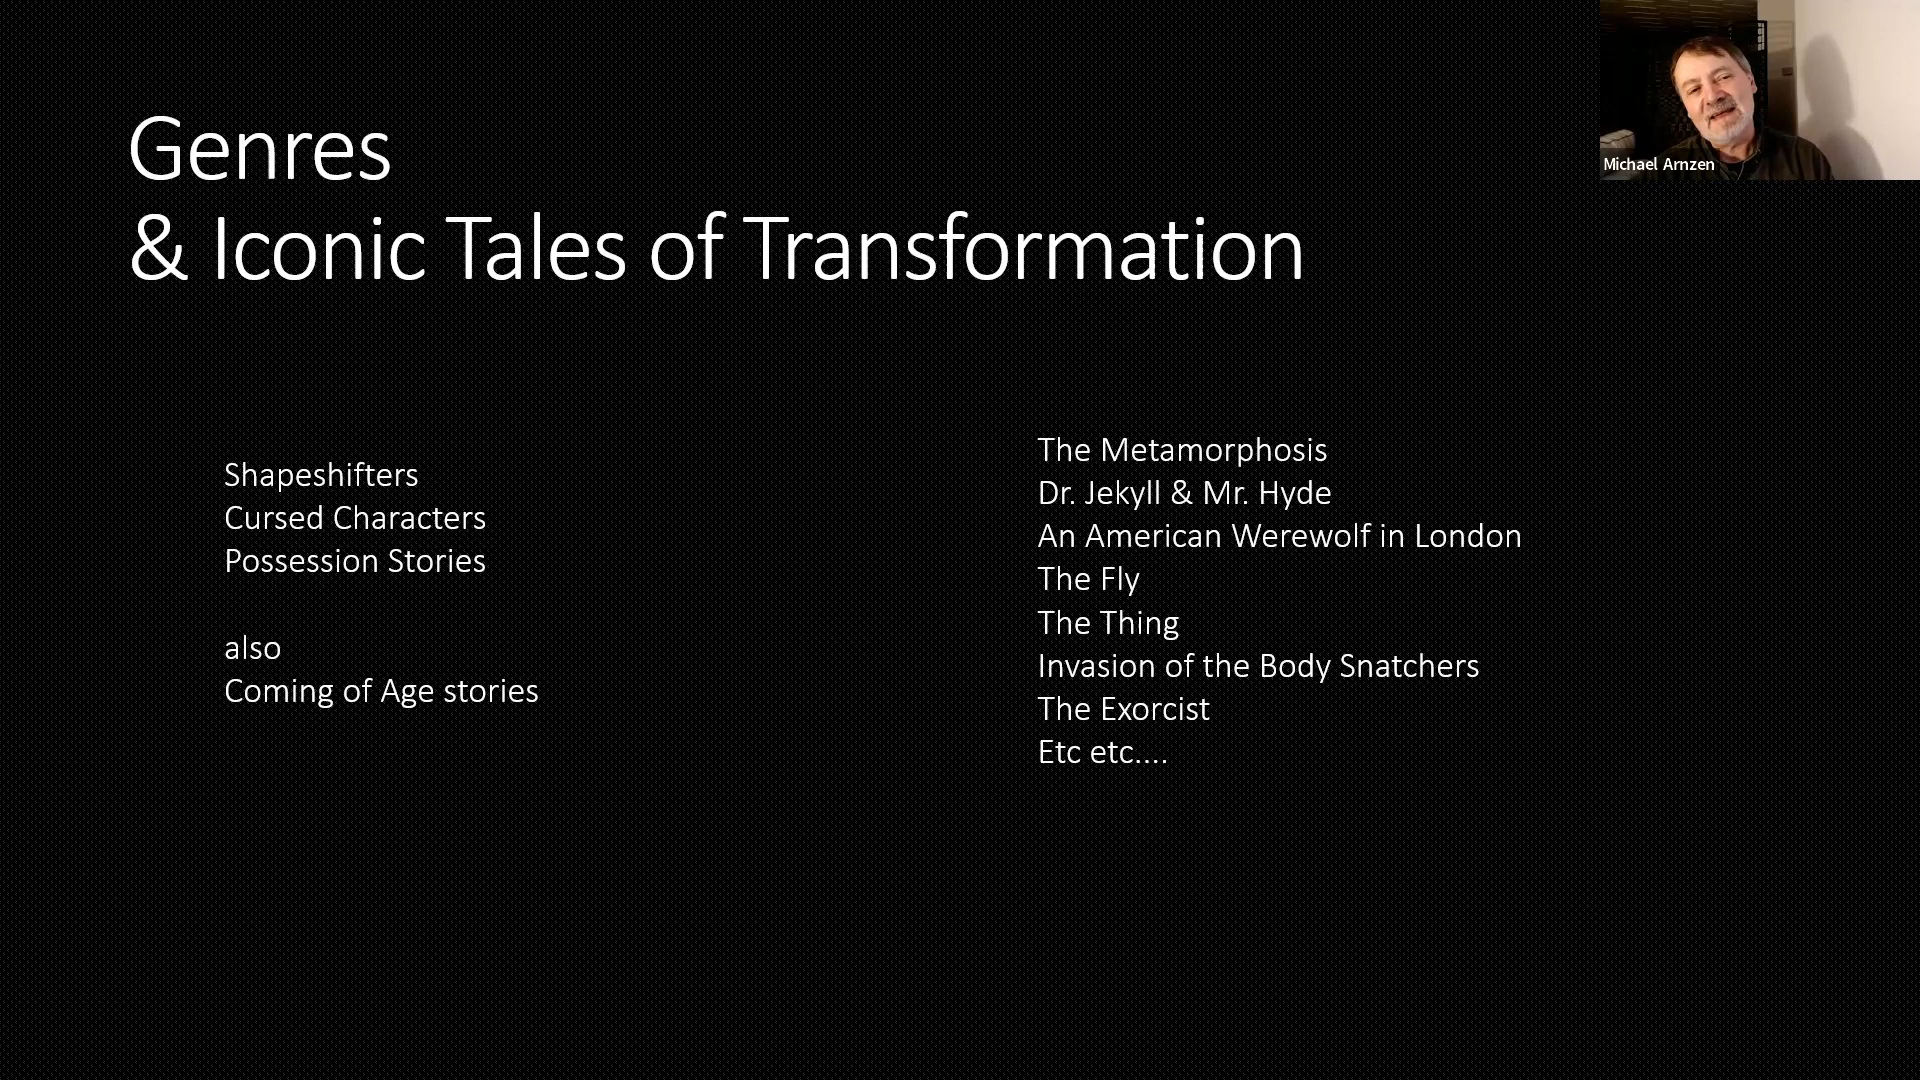 Genres
& Iconic Tales of Transformation
Shapeshifters
Cursed Characters
Possession Stories
also
Coming of Age stories
The Metamorphosis
Dr. Jekyll & Mr. Hyde
An American Werewolf in London
The Fly
The Thing
Invasion of the Body Snatchers
The Exorcist
Etc etc....
Michael Arnzen